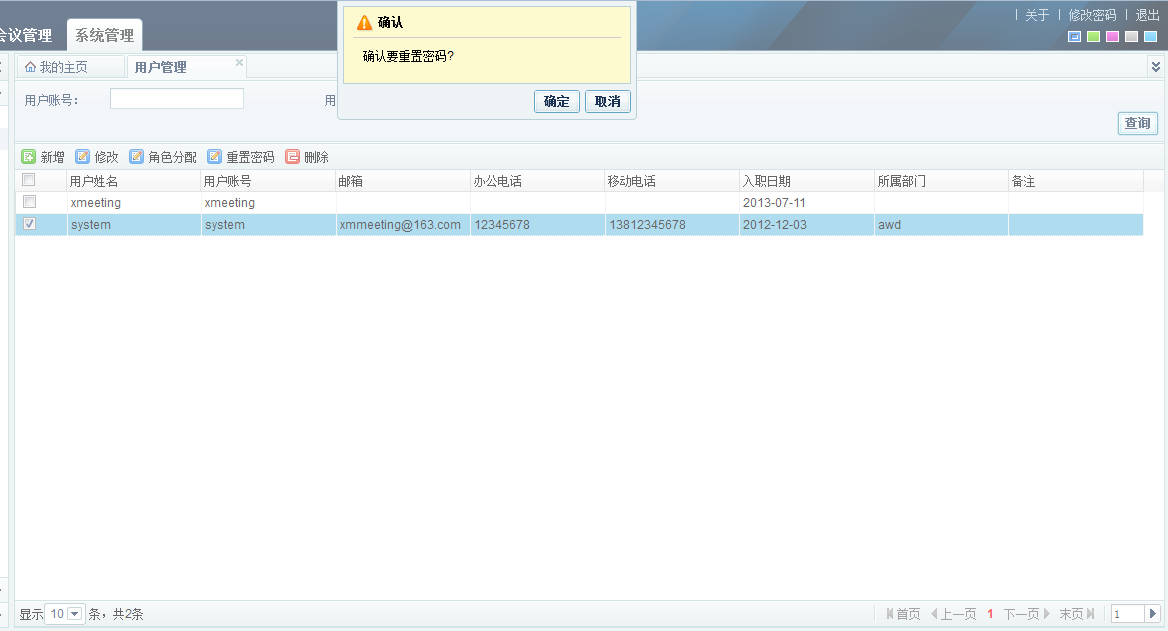 关于 修改密码 退出
会议管理 系统管理
确认
确认要重置密码?
确定 取消
我的主页 用户管理
用户账号： 用
查询
新增 修改 角色分配 重置密码 删除
用户姓名 用户账号 邮箱 办公电话 移动电话 入职日期 所属部门 备注
xmeeting xmeeting 2013-07-11
system system xmmeeting@163.com 12345678 13812345678 2012-12-03 awd
显示 10 条，共2条 首页 上一页 1 下一页 末页 1